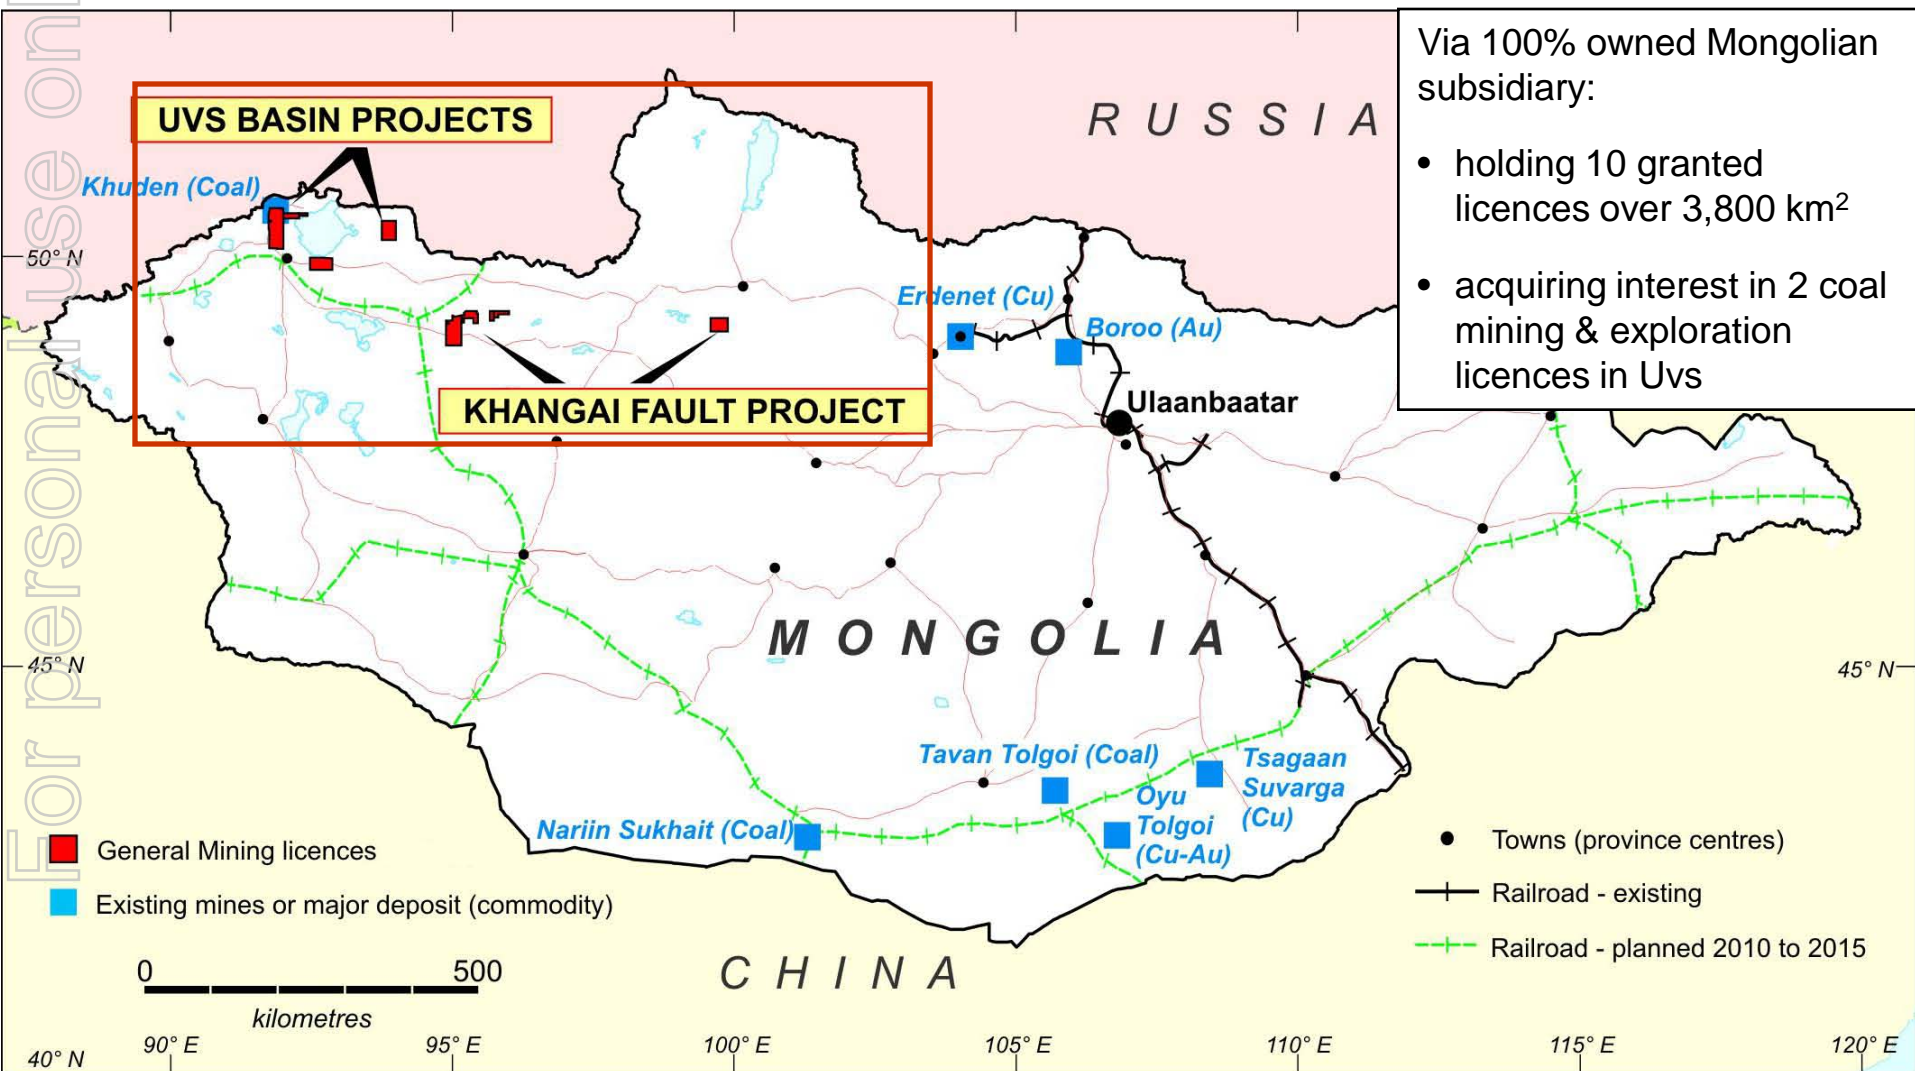 For personal use only
Via 100% owned Mongolian
subsidiary:
• holding 10 granted
licences over 3,800 km²
• acquiring interest in 2 coal
mining & exploration
licences in Uvs
RUSSIA
UVS BASIN PROJECTS
Khuden (Coal)
50° N
Erdenet (Cu)
Boroo (Au)
KHANGAI FAULT PROJECT
Ulaanbaatar
MONGOLIA
45° N
45° N
Tavan Tolgoi (Coal)
Tsagaan
Suvarga
(Cu)
Oyu
Tolgoi
(Cu-Au)
Nariin Sukhait (Coal)
General Mining licences
Existing mines or major deposit (commodity)
Towns (province centres)
Railroad - existing
Railroad - planned 2010 to 2015
0 500
kilometres
CHINA
40° N
90° E 95° E 100° E 105° E 110° E 115° E 120° E